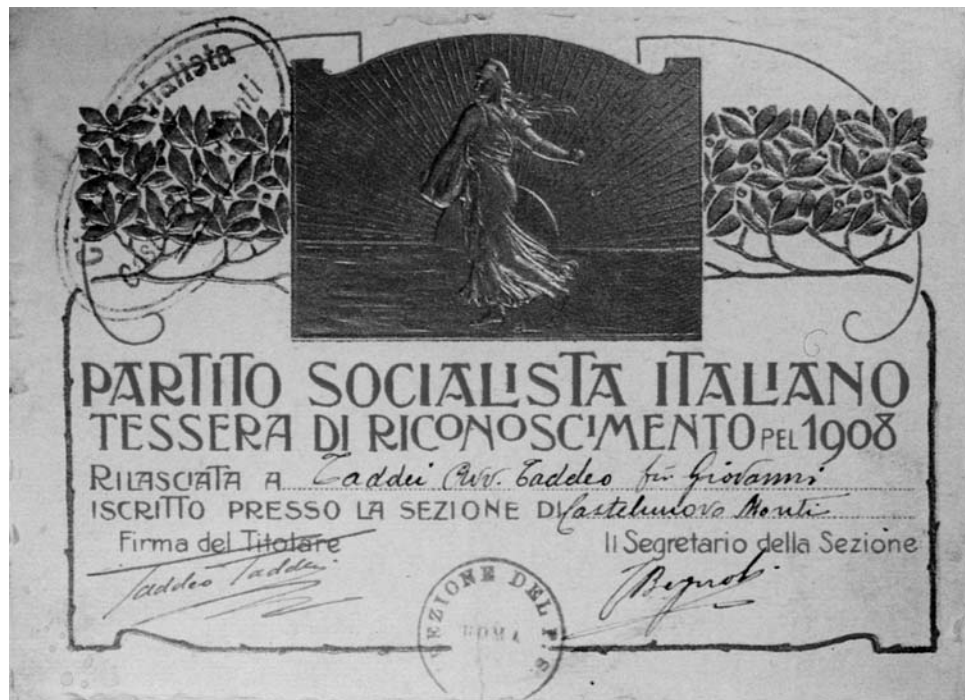 Socialista
PARTITO SOCIALISTA ITALIANO
TESSERA DI RICONOSCIMENTO PEL 1908
RILASCIATA A Taddei Avv. Taddeo fu Giovanni
ISCRITTO PRESSO LA SEZIONE DI Castelnuovo Monti
Firma del Titolare
Il Segretario della Sezione
Taddeo Taddei
SEZIONE DEL P. S.
ROMA